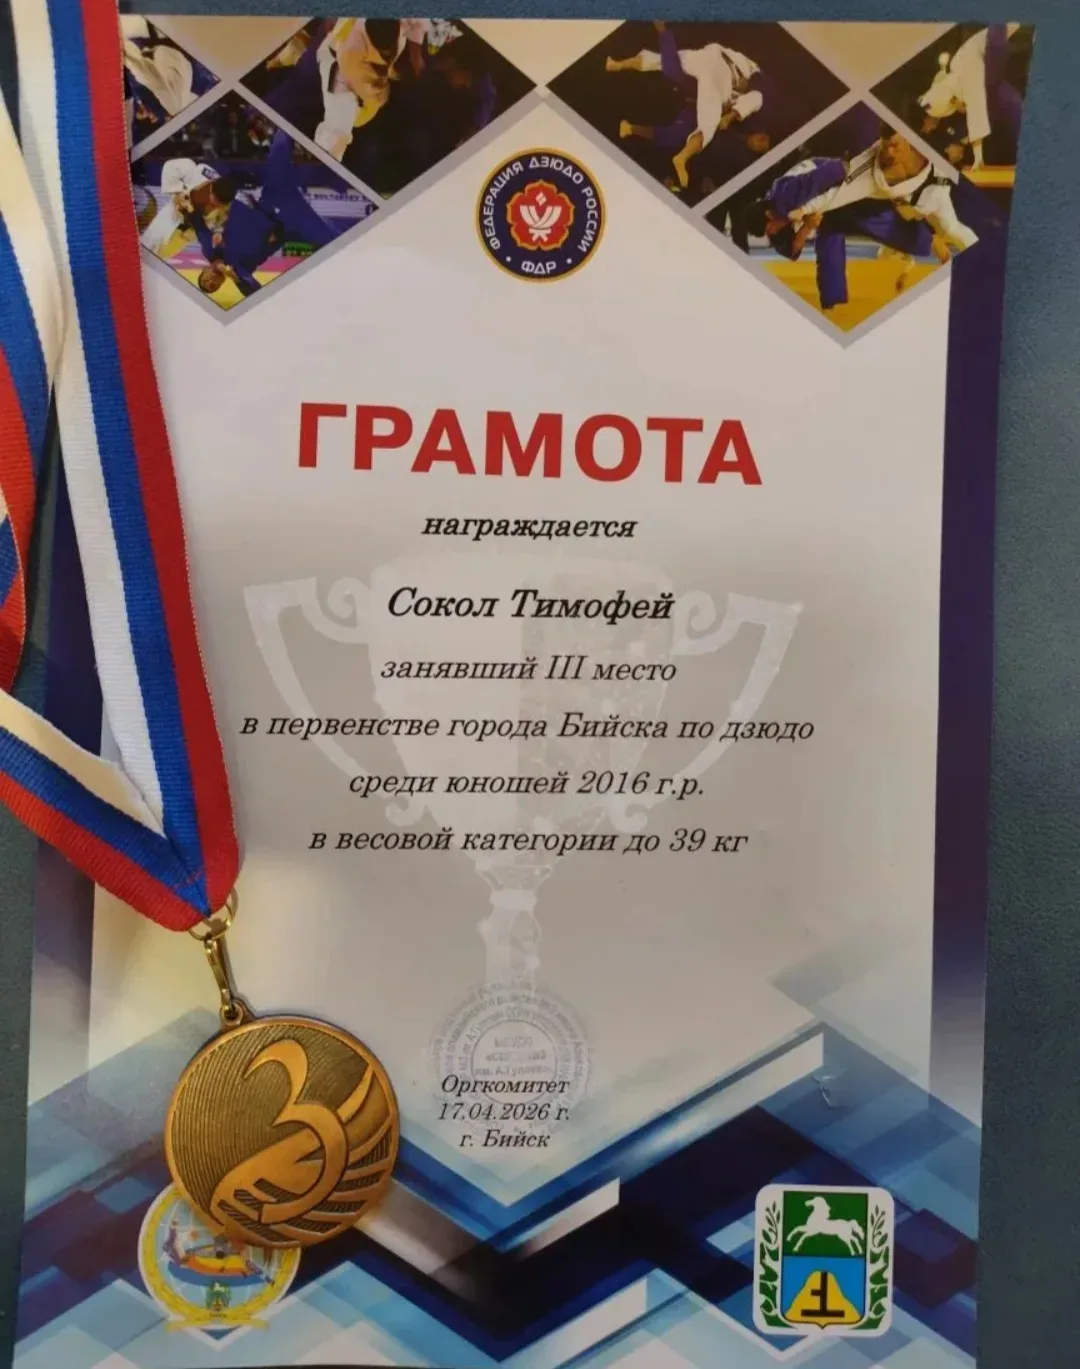 ФЕДЕРАЦИЯ ДЗЮДО РОССИИ
• ФДР •
ГРАМОТА
награждается
Сокол Тимофей
занявший III место
в первенстве города Бийска по дзюдо
среди юношей 2016 г.р.
в весовой категории до 39 кг
Оргкомитет
17.04.2026 г.
г. Бийск
3